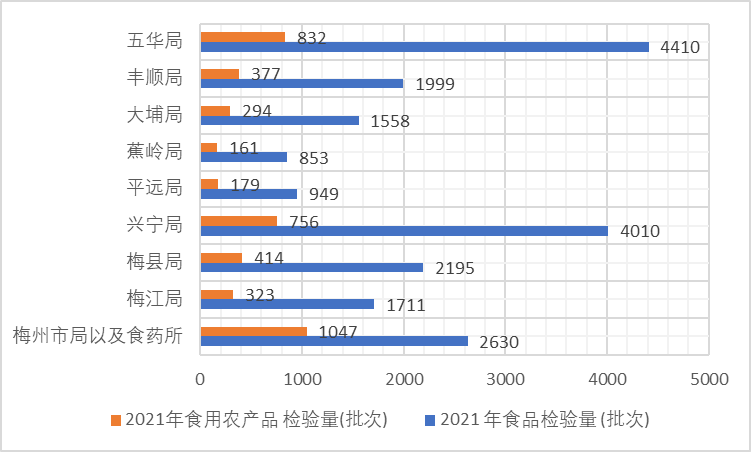 五华局 832 4410
丰顺局 377 1999
大埔局 294 1558
蕉岭局 161 853
平远局 179 949
兴宁局 756 4010
梅县局 414 2195
梅江局 323 1711
梅州市局以及食药所 1047 2630
0 1000 2000 3000 4000 5000
2021年食用农产品 检验量(批次) 2021 年食品检验量 (批次)